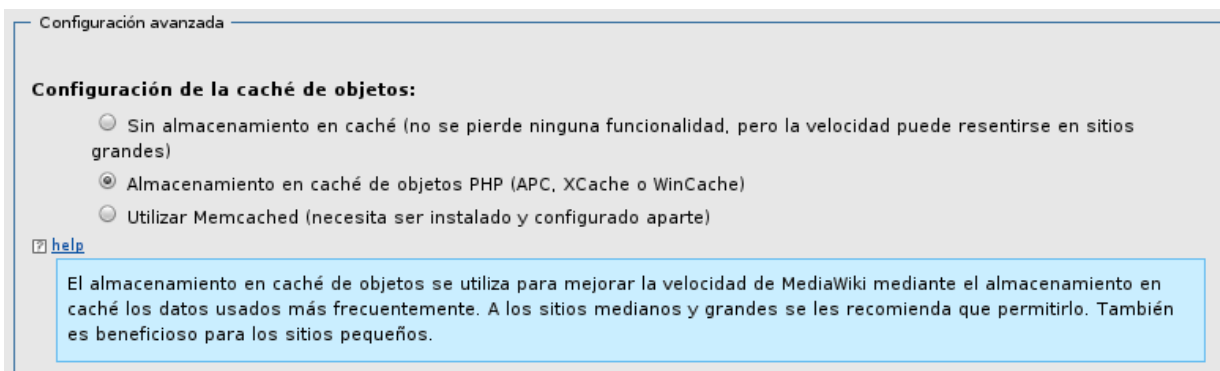 Configuración avanzada
Configuración de la caché de objetos:
Sin almacenamiento en caché (no se pierde ninguna funcionalidad, pero la velocidad puede resentirse en sitios
grandes)
Almacenamiento en caché de objetos PHP (APC, XCache o WinCache)
Utilizar Memcached (necesita ser instalado y configurado aparte)
? help
El almacenamiento en caché de objetos se utiliza para mejorar la velocidad de MediaWiki mediante el almacenamiento en
caché los datos usados más frecuentemente. A los sitios medianos y grandes se les recomienda que permitirlo. También
es beneficioso para los sitios pequeños.